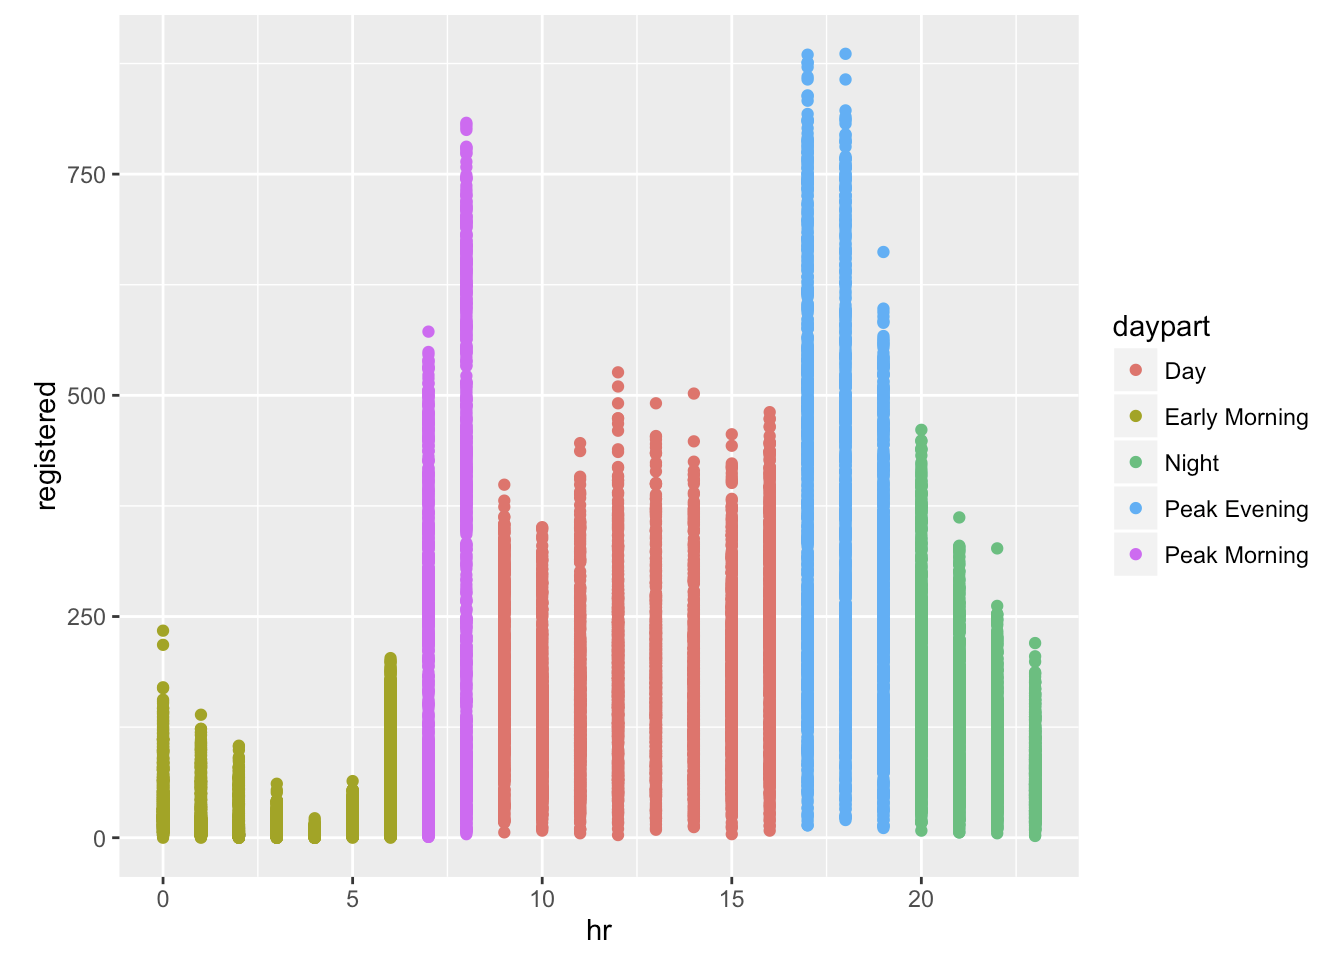 750
500
250
0
registered
0 5 10 15 20
hr
daypart
Day
Early Morning
Night
Peak Evening
Peak Morning